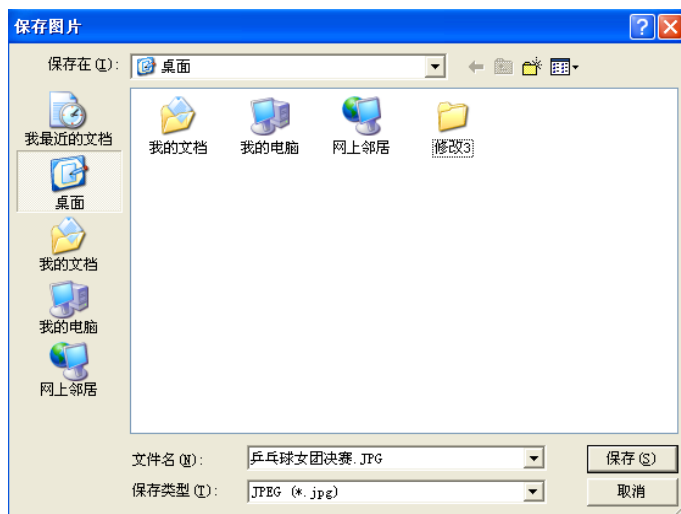 保存图片
保存在(I):
桌面
我最近的文档
桌面
我的文档
我的电脑
网上邻居
我的文档
我的电脑
网上邻居
修改3
文件名(N):
乒乓球女团决赛.JPG
保存(S)
保存类型(T):
JPEG (*.jpg)
取消